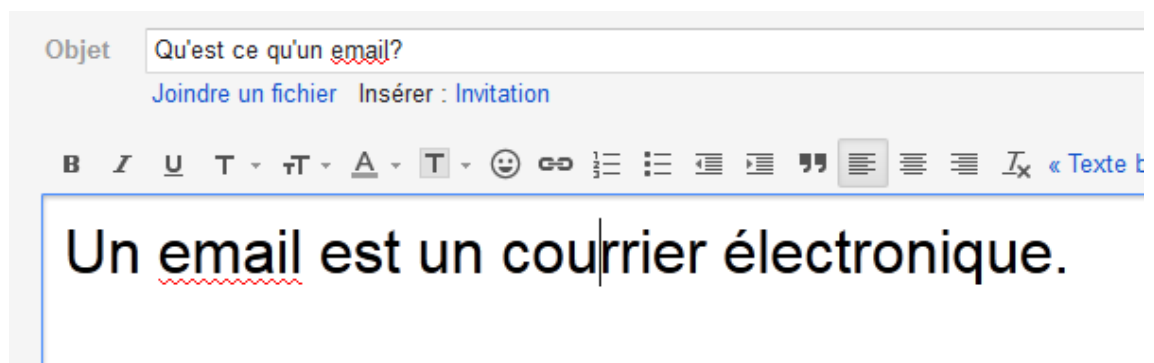 Objet Qu'est ce qu'un email?
Joindre un fichier Insérer : Invitation
B I U T T A T « Texte b
Un email est un courrier électronique.